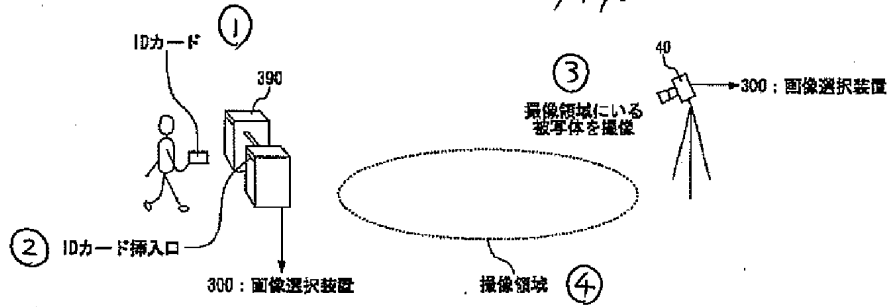 ①
IDカード
390
③
40
300：画像選択装置
撮像領域にいる
被写体を撮像
② IDカード挿入口
300：画像選択装置
撮像領域 ④